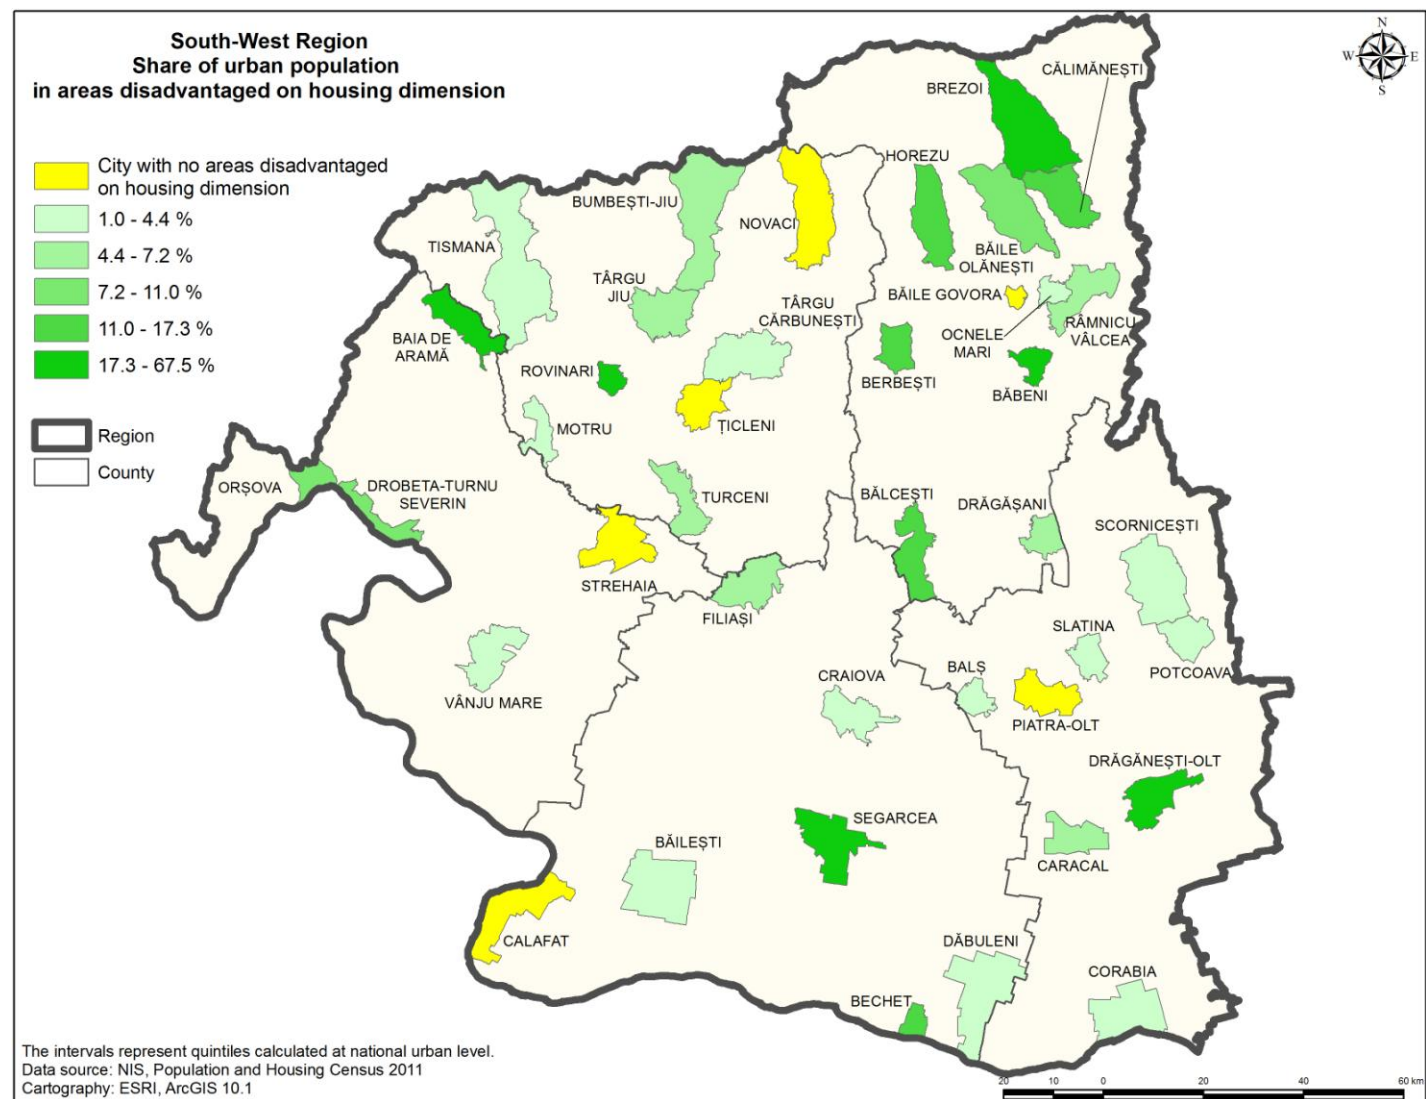 South-West Region
Share of urban population
in areas disadvantaged on housing dimension
N
W
E
S
City with no areas disadvantaged
on housing dimension
1.0 - 4.4 %
4.4 - 7.2 %
7.2 - 11.0 %
11.0 - 17.3 %
17.3 - 67.5 %
Region
County
CĂLIMĂNEȘTI
BREZOI
HOREZU
BUMBEȘTI-JIU
NOVACI
TISMANA
BĂILE
OLĂNEȘTI
TÂRGU
JIU
BĂILE GOVORA
TÂRGU
CĂRBUNEȘTI
BAIA DE
ARAMĂ
OCNELE
MARI
RÂMNICU
VÂLCEA
ROVINARI
BERBEȘTI
BĂBENI
MOTRU
ȚICLENI
ORȘOVA
DROBETA-TURNU
SEVERIN
TURCENI
BĂLCEȘTI
DRĂGĂȘANI
SCORNICEȘTI
STREHAIA
FILIAȘI
SLATINA
VÂNJU MARE
CRAIOVA
BALȘ
POTCOAVA
PIATRA-OLT
DRĂGĂNEȘTI-OLT
SEGARCEA
BĂILEȘTI
CARACAL
CALAFAT
DĂBULENI
CORABIA
BECHET
The intervals represent quintiles calculated at national urban level.
Data source: NIS, Population and Housing Census 2011
Cartography: ESRI, ArcGIS 10.1
20 10 0 20 40 60 km